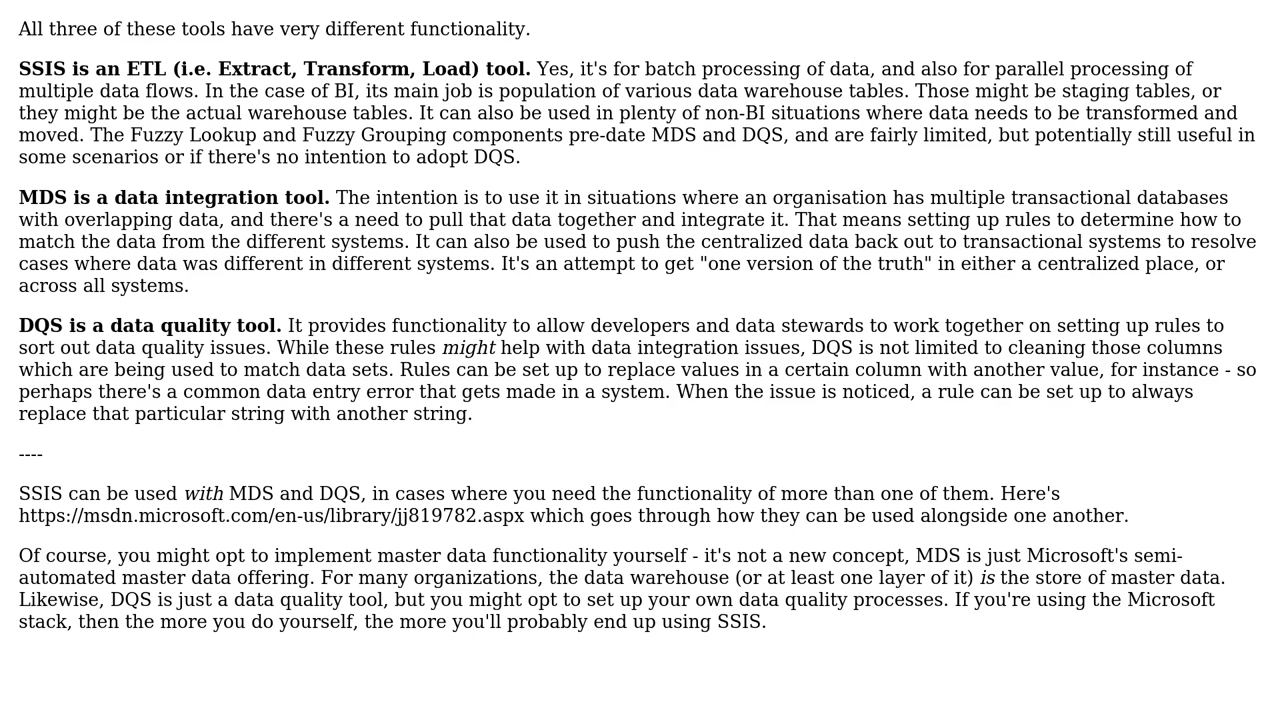 All three of these tools have very different functionality.
SSIS is an ETL (i.e. Extract, Transform, Load) tool. Yes, it's for batch processing of data, and also for parallel processing of
multiple data flows. In the case of BI, its main job is population of various data warehouse tables. Those might be staging tables, or
they might be the actual warehouse tables. It can also be used in plenty of non-BI situations where data needs to be transformed and
moved. The Fuzzy Lookup and Fuzzy Grouping components pre-date MDS and DQS, and are fairly limited, but potentially still useful in
some scenarios or if there's no intention to adopt DQS.
MDS is a data integration tool. The intention is to use it in situations where an organisation has multiple transactional databases
with overlapping data, and there's a need to pull that data together and integrate it. That means setting up rules to determine how to
match the data from the different systems. It can also be used to push the centralized data back out to transactional systems to resolve
cases where data was different in different systems. It's an attempt to get "one version of the truth" in either a centralized place, or
across all systems.
DQS is a data quality tool. It provides functionality to allow developers and data stewards to work together on setting up rules to
sort out data quality issues. While these rules might help with data integration issues, DQS is not limited to cleaning those columns
which are being used to match data sets. Rules can be set up to replace values in a certain column with another value, for instance - so
perhaps there's a common data entry error that gets made in a system. When the issue is noticed, a rule can be set up to always
replace that particular string with another string.
----
SSIS can be used with MDS and DQS, in cases where you need the functionality of more than one of them. Here's
https://msdn.microsoft.com/en-us/library/jj819782.aspx which goes through how they can be used alongside one another.
Of course, you might opt to implement master data functionality yourself - it's not a new concept, MDS is just Microsoft's semi-
automated master data offering. For many organizations, the data warehouse (or at least one layer of it) is the store of master data.
Likewise, DQS is just a data quality tool, but you might opt to set up your own data quality processes. If you're using the Microsoft
stack, then the more you do yourself, the more you'll probably end up using SSIS.